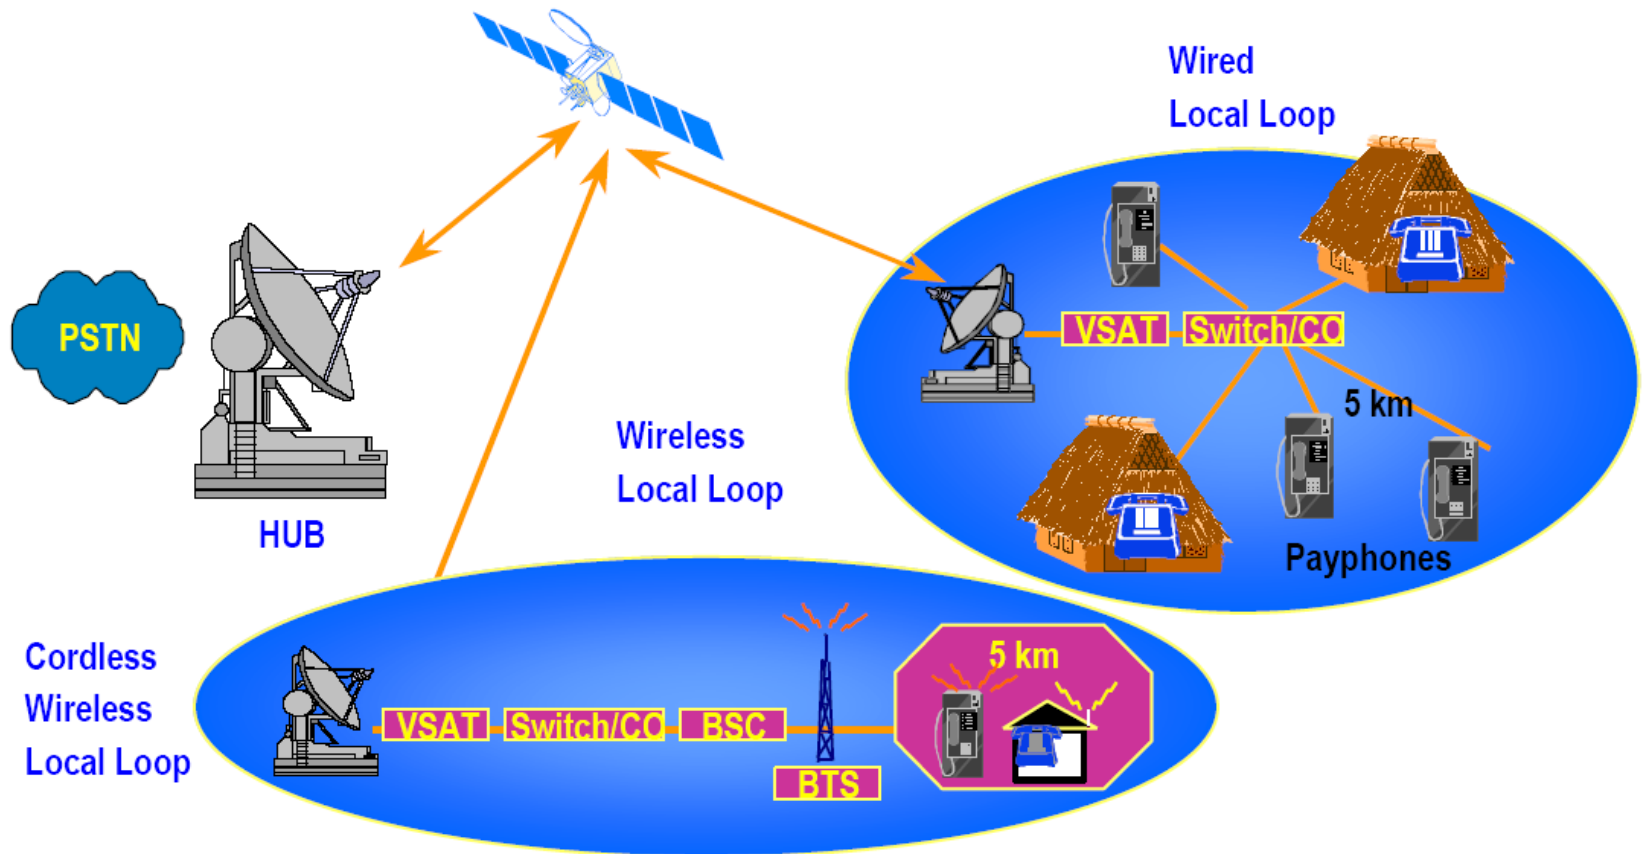 Wired
Local Loop
PSTN
VSAT
Switch/CO
5 km
Wireless
Local Loop
HUB
Payphones
Cordless
Wireless
Local Loop
5 km
VSAT
Switch/CO
BSC
BTS